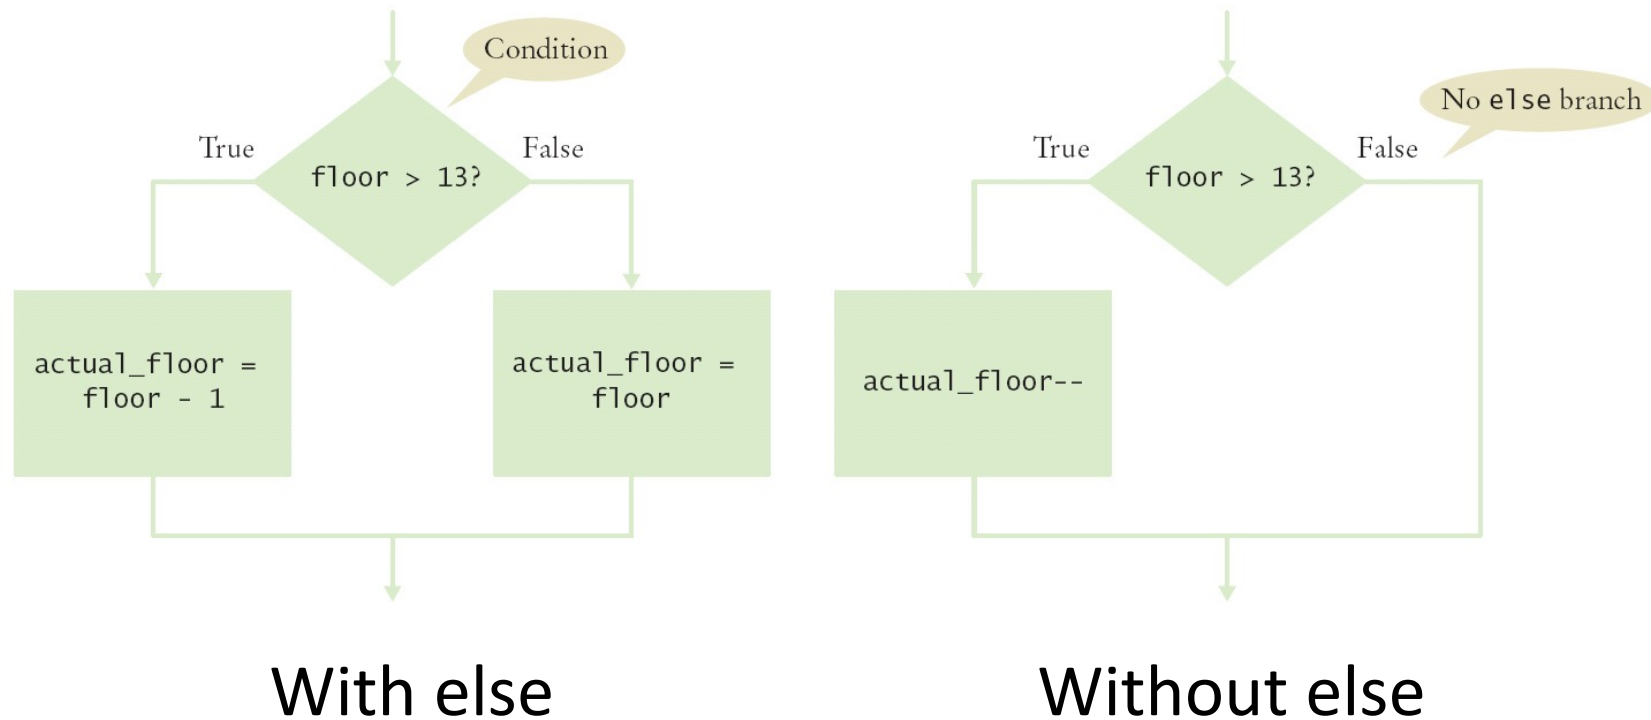 Condition
True
False
floor > 13?
actual_floor =
floor - 1
actual_floor =
floor
With else
No else branch
True
False
floor > 13?
actual_floor--
Without else